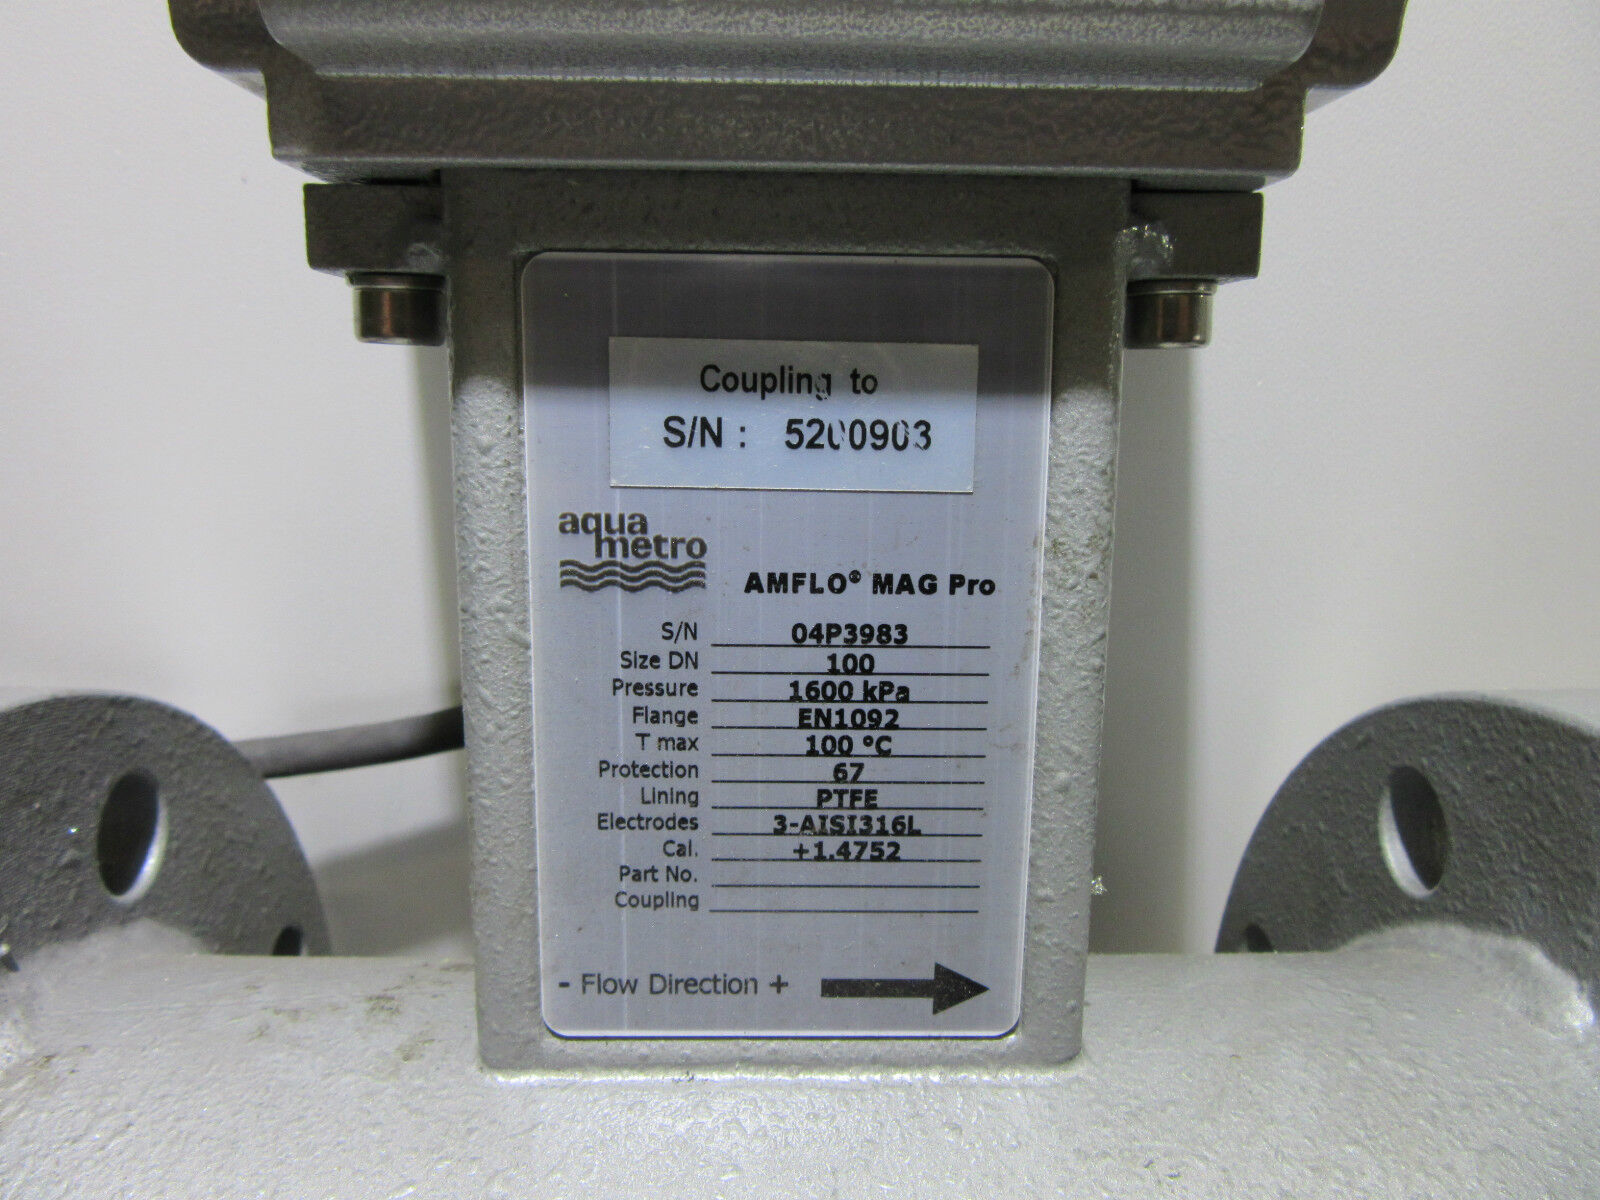 Coupling to
S/N : 5200903
aqua
metro
AMFLO® MAG Pro
S/N 04P3983
Size DN 100
Pressure 1600 kPa
Flange EN1092
T max 100 °C
Protection 67
Lining PTFE
Electrodes 3-AISI316L
Cal. +1.4752
Part No.
Coupling
- Flow Direction +